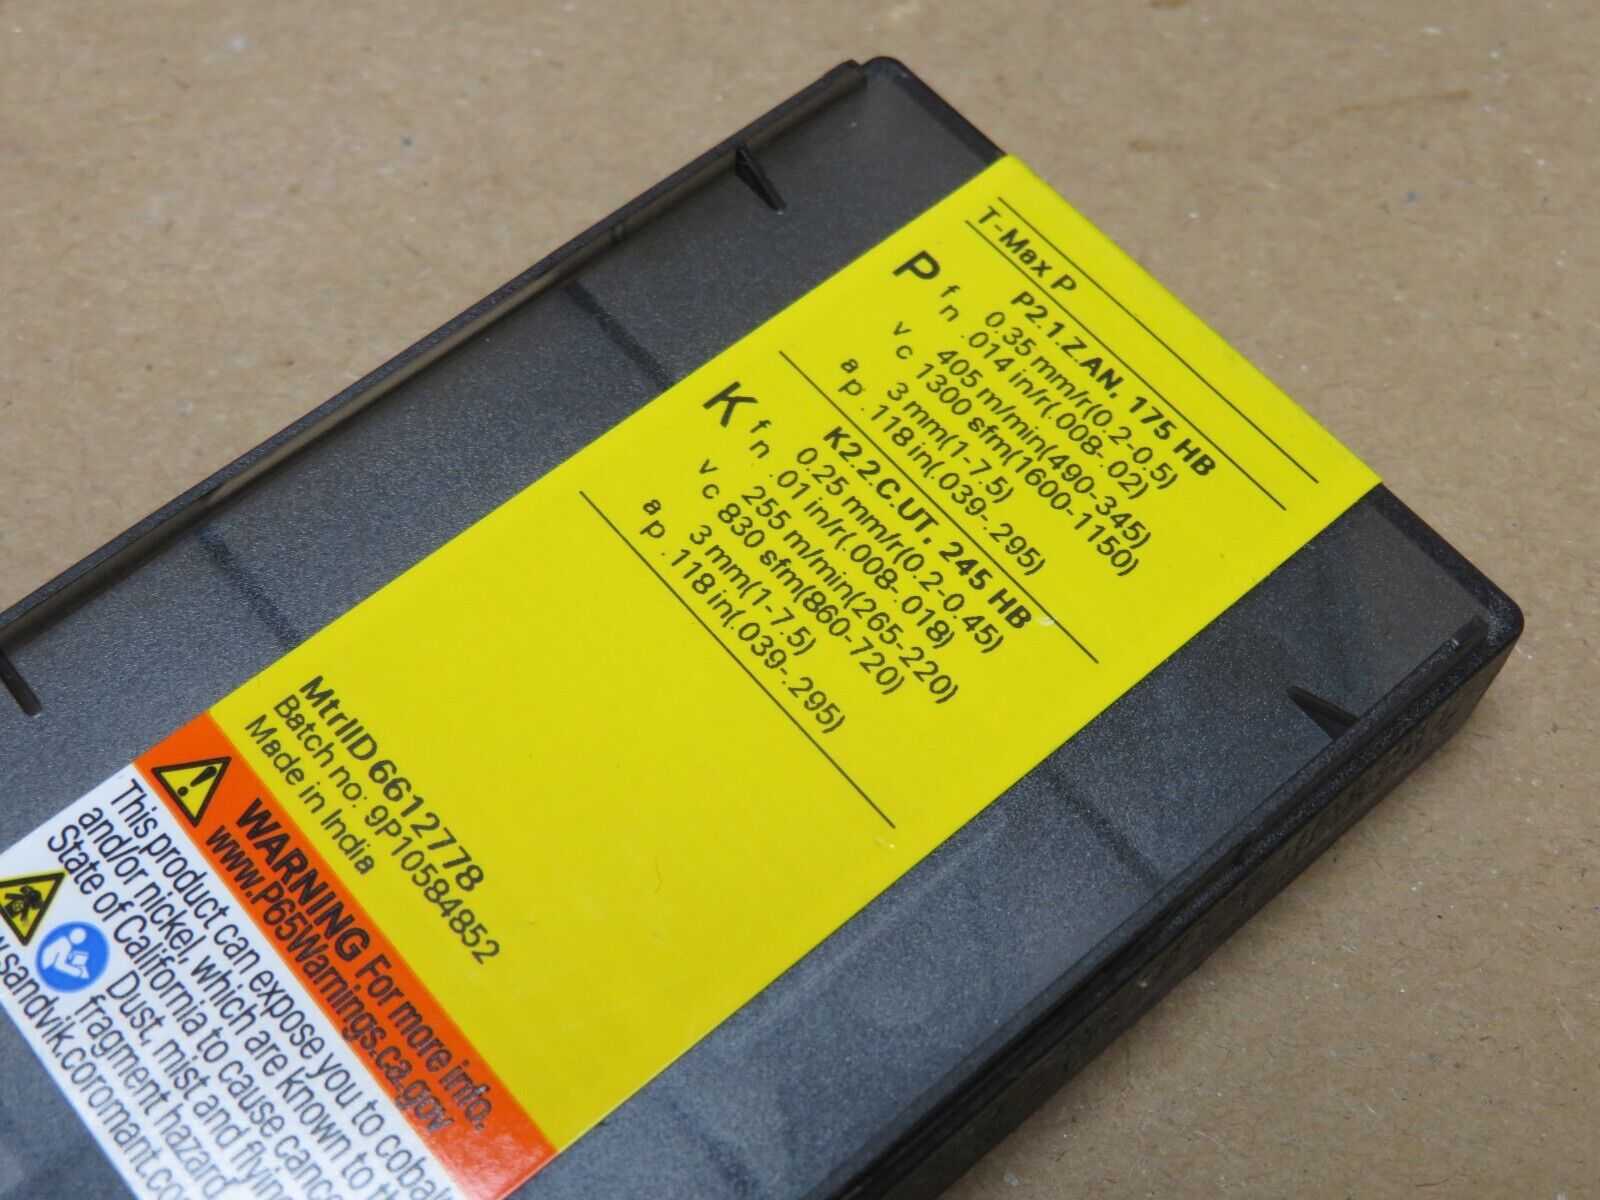 T-Max P
P P2.1.Z.AN, 175 HB
fn 0.35 mm/r(0.2-0.5)
.014 in/r(.008-.02)
vc 405 m/min(490-345)
1300 sfm(1600-1150)
ap 3 mm(1-7.5)
.118 in(.039-.295)
K K2.2.C.UT, 245 HB
fn 0.25 mm/r(0.2-0.45)
.01 in/r(.008-.018)
vc 255 m/min(265-220)
830 sfm(860-720)
ap 3 mm(1-7.5)
.118 in(.039-.295)
MtrlID 6612778
Batch no: 9P10584852
Made in India
WARNING For more info.
www.P65Warnings.ca.gov
This product can expose you to cobal
and/or nickel, which are known to th
State of California to cause canc
Dust, mist and flyin
fragment hazard
sandvik.coromant.co